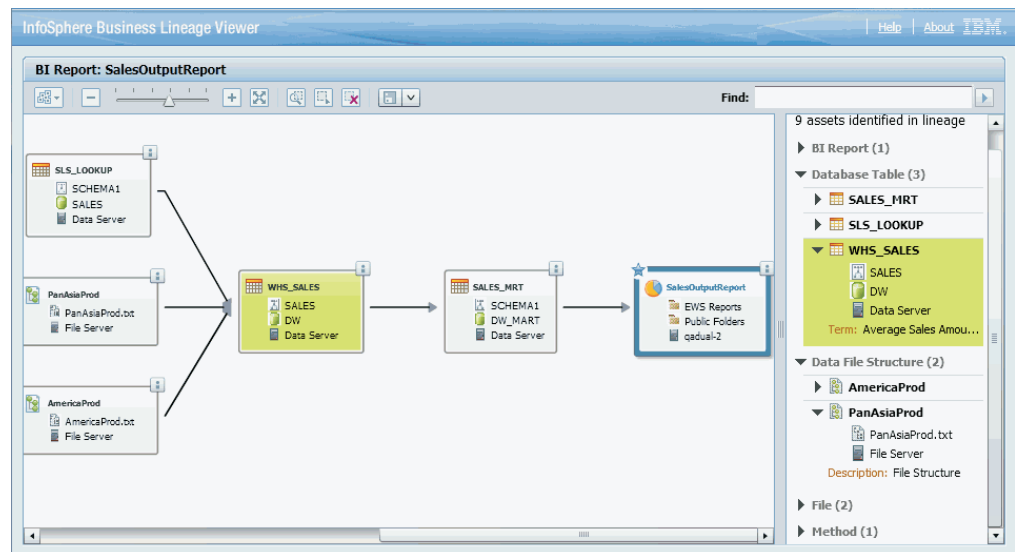 InfoSphere Business Lineage Viewer
Help
About
IBM.
BI Report: SalesOutputReport
Find:
SLS_LOOKUP
SCHEMA1
SALES
Data Server
PanAsiaProd
PanAsiaProd.txt
File Server
AmericaProd
AmericaProd.txt
File Server
WHS_SALES
SALES
DW
Data Server
SALES_MRT
SCHEMA1
DW_MART
Data Server
SalesOutputReport
EWS Reports
Public Folders
qadual-2
9 assets identified in lineage
BI Report (1)
Database Table (3)
SALES_MRT
SLS_LOOKUP
WHS_SALES
SALES
DW
Data Server
Term: Average Sales Amou...
Data File Structure (2)
AmericaProd
PanAsiaProd
PanAsiaProd.txt
File Server
Description: File Structure
File (2)
Method (1)